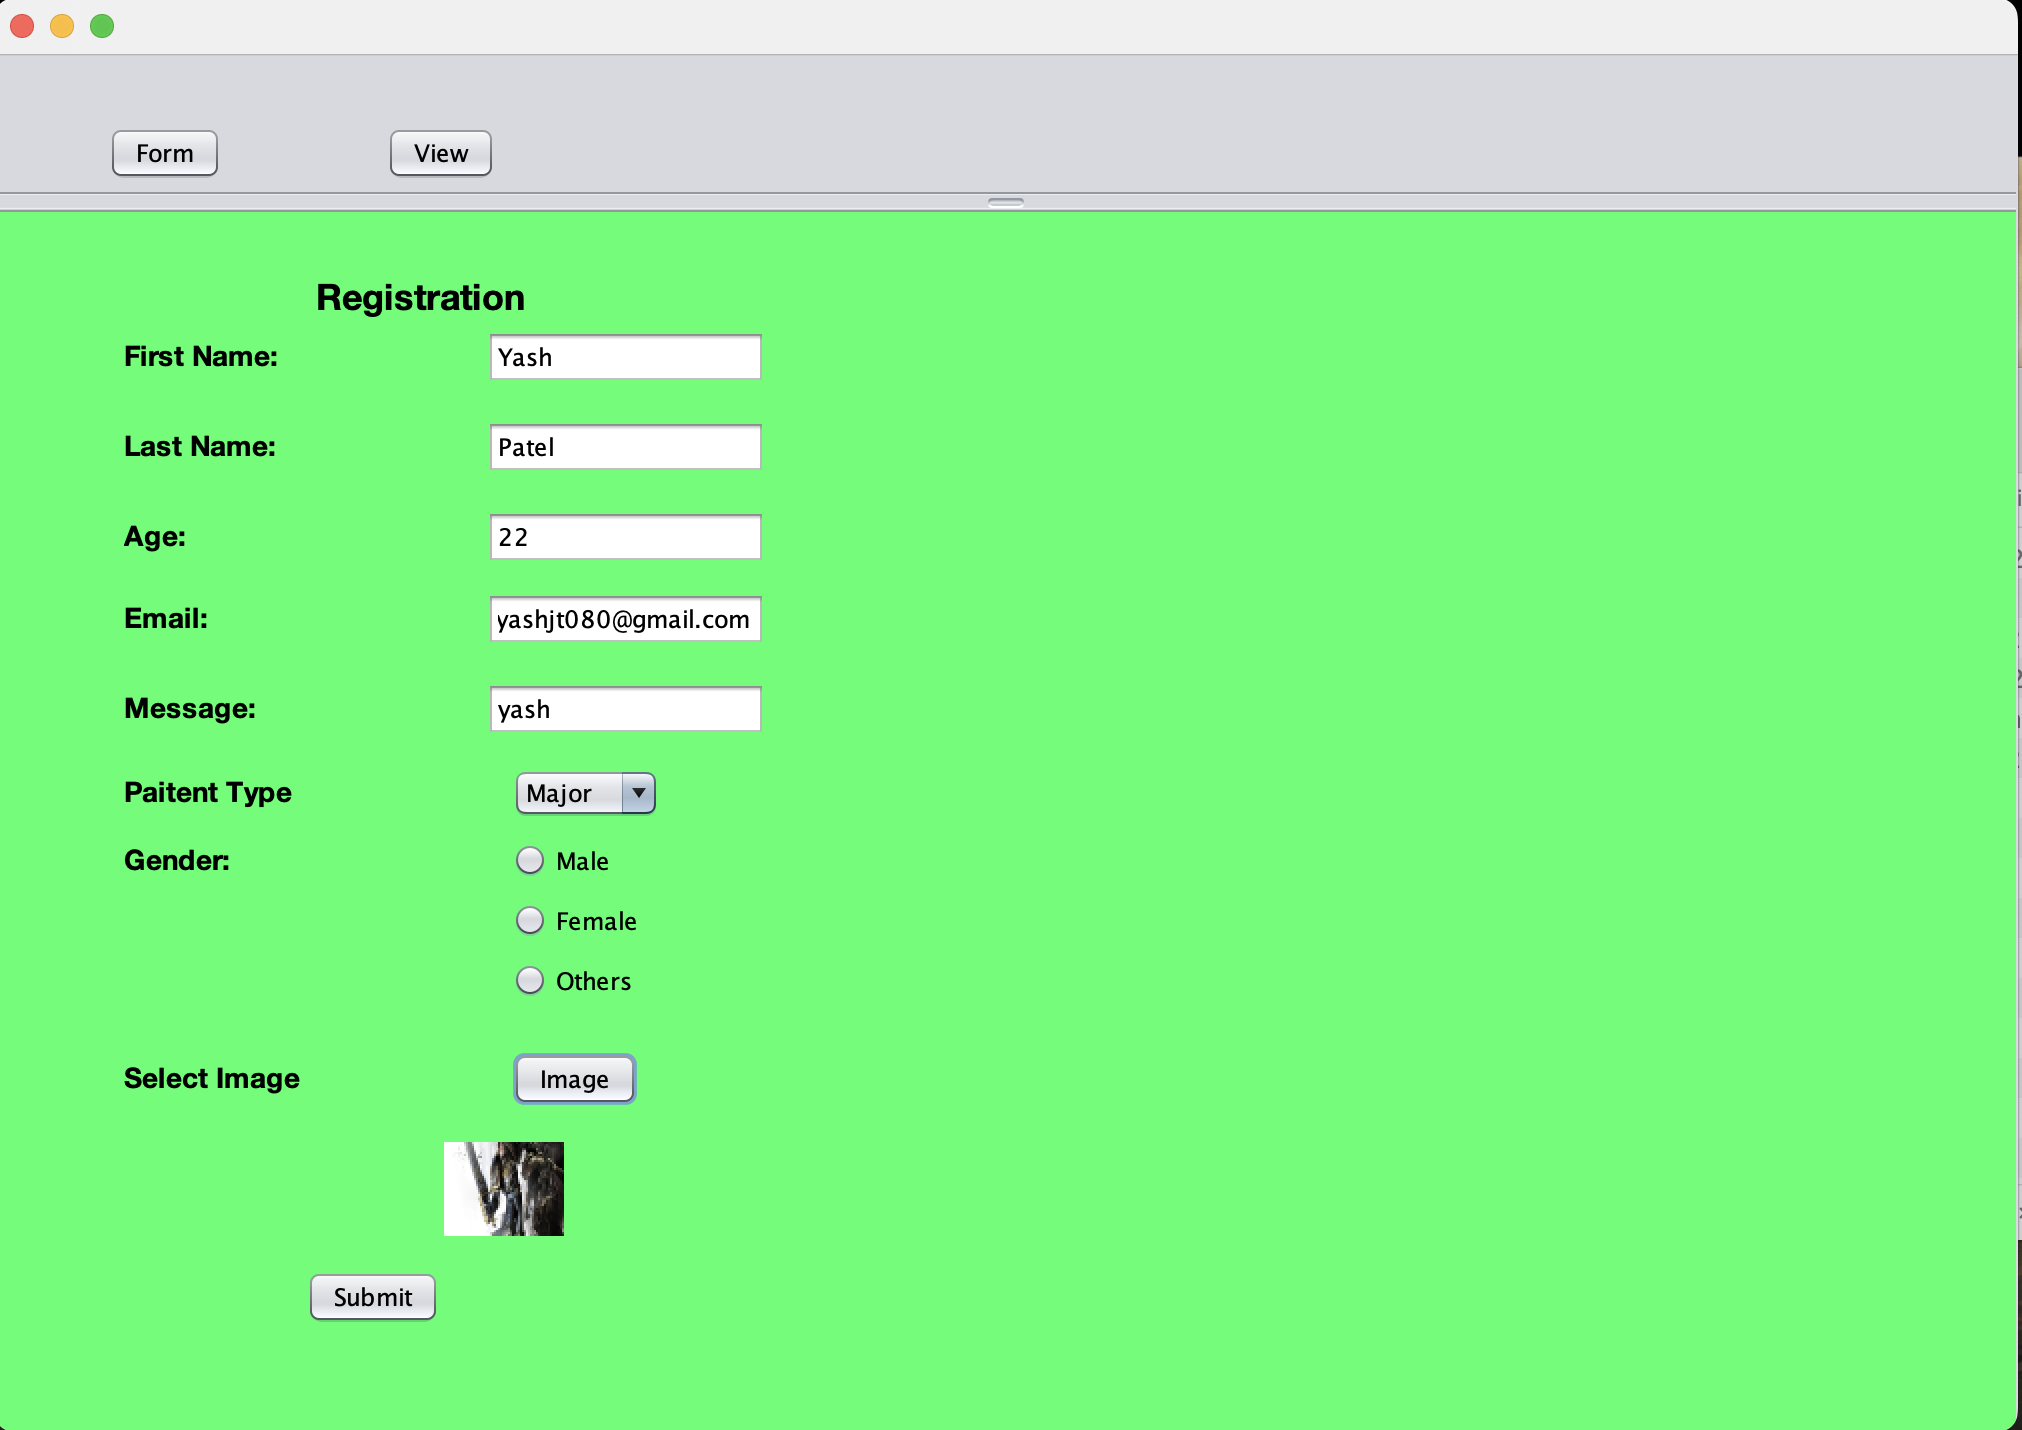 Form View
Registration
First Name: Yash
Last Name: Patel
Age: 22
Email: yashjt080@gmail.com
Message: yash
Paitent Type Major
Gender: Male
Female
Others
Select Image Image
Submit